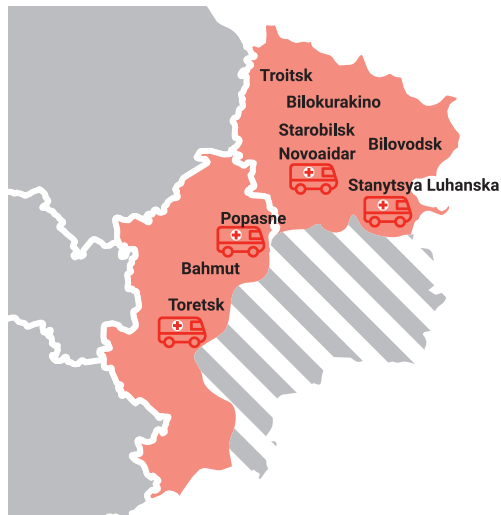 Troitsk
Bilokurakino
Starobilsk
Bilovodsk
Novoaidar
Stanytsya Luhanska
Popasne
Bahmut
Toretsk